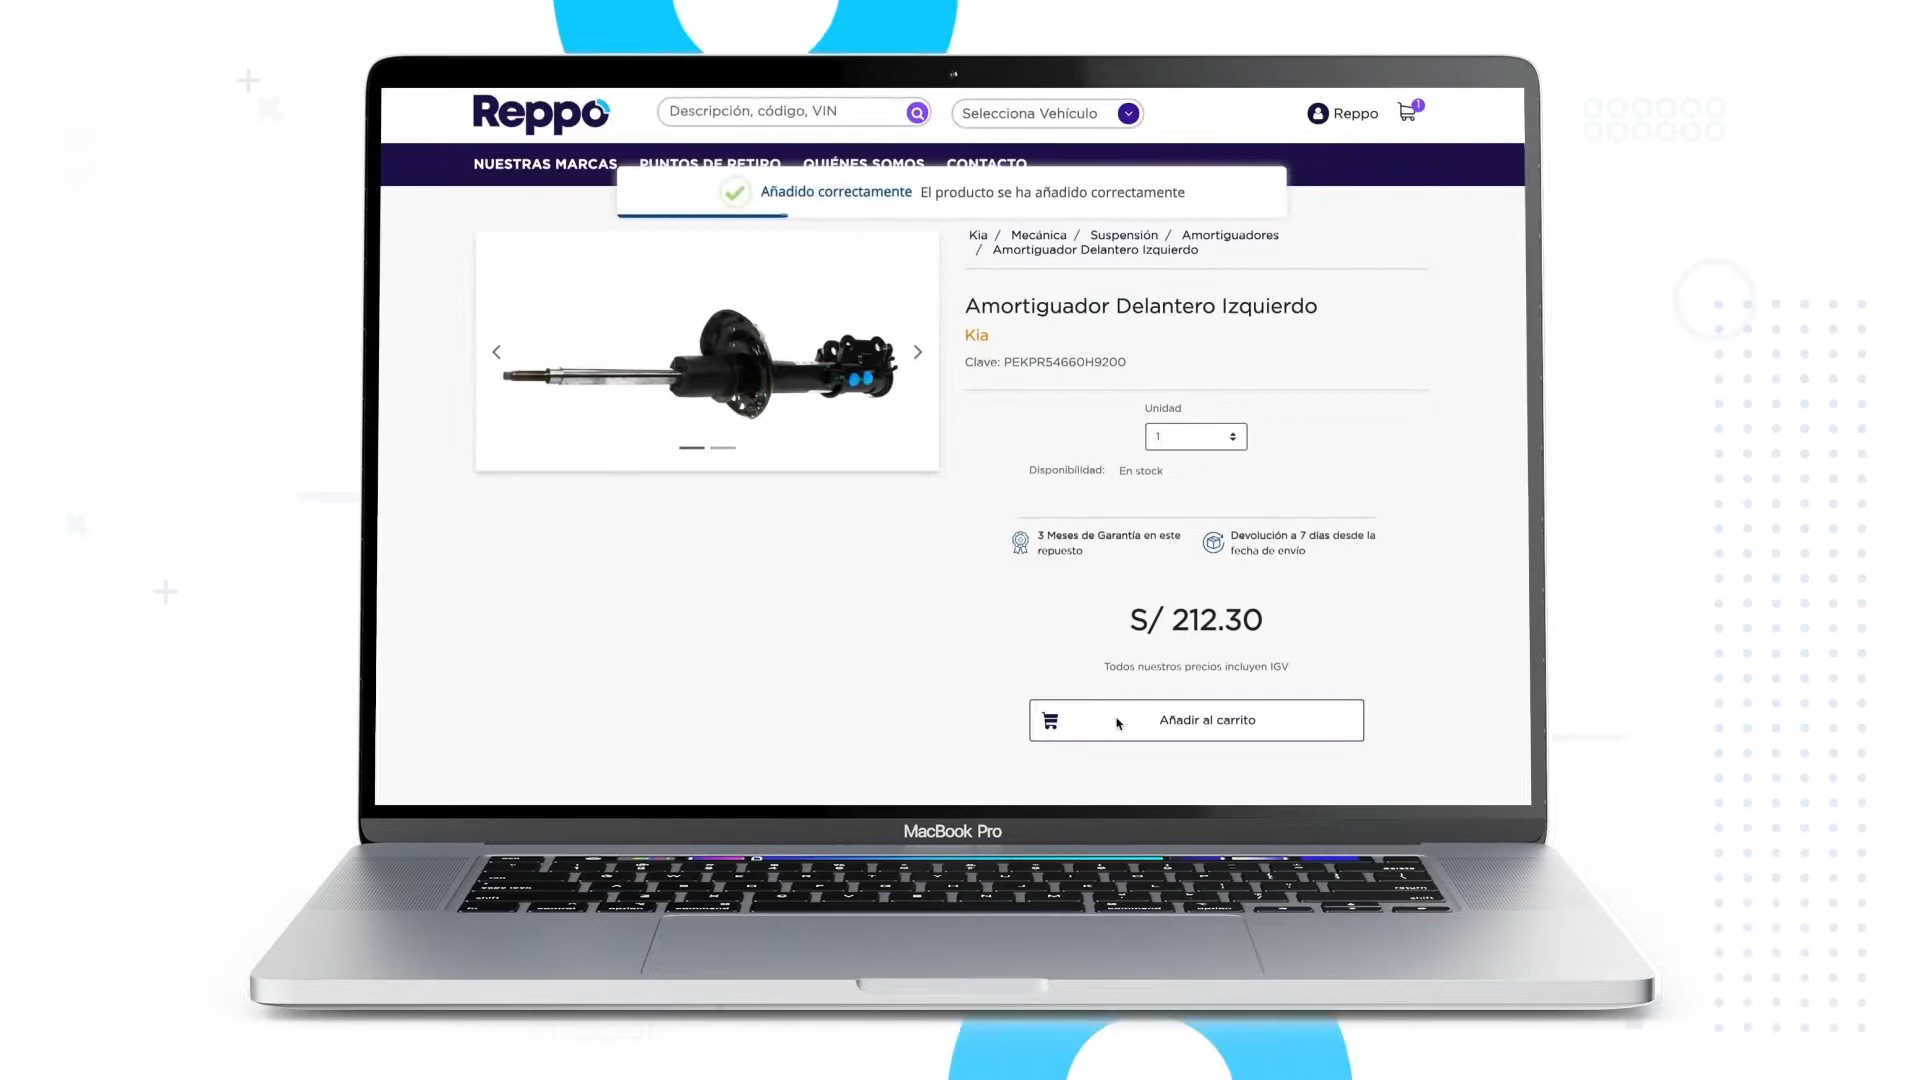 Reppo
Descripción, código, VIN
Selecciona Vehículo
Reppo
1
NUESTRAS MARCAS PUNTOS DE RETIRO QUIÉNES SOMOS CONTACTO
Añadido correctamente El producto se ha añadido correctamente
Kia / Mecánica / Suspensión / Amortiguadores
/ Amortiguador Delantero Izquierdo
Amortiguador Delantero Izquierdo
Kia
Clave: PEKPR54660H9200
Unidad
1
Disponibilidad: En stock
3 Meses de Garantía en este
repuesto
Devolución a 7 días desde la
fecha de envío
S/ 212.30
Todos nuestros precios incluyen IGV
Añadir al carrito
MacBook Pro